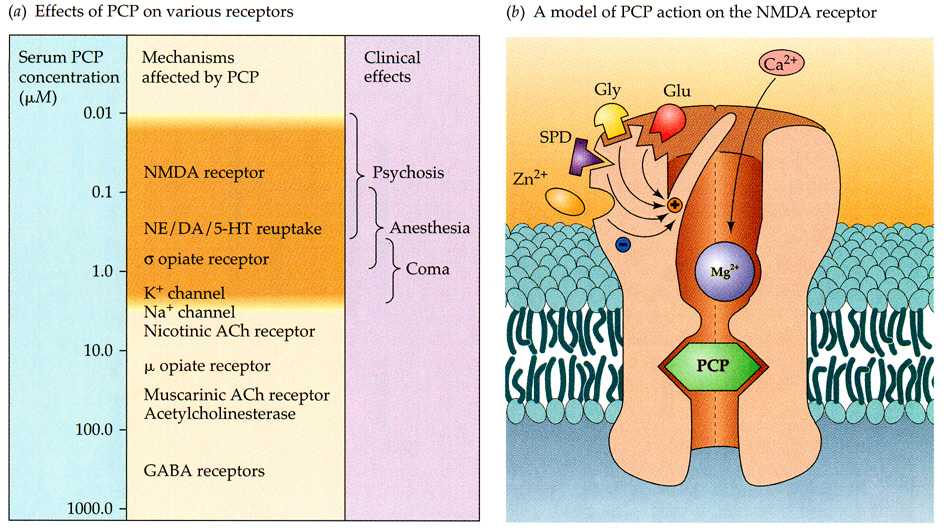 (a) Effects of PCP on various receptors
Serum PCP
concentration
(μM)
Mechanisms
affected by PCP
Clinical
effects
0.01
0.1
1.0
10.0
100.0
1000.0
NMDA receptor
NE/DA/5-HT reuptake
σ opiate receptor
K+ channel
Na+ channel
Nicotinic ACh receptor
μ opiate receptor
Muscarinic ACh receptor
Acetylcholinesterase
GABA receptors
Psychosis
Anesthesia
Coma
(b) A model of PCP action on the NMDA receptor
Ca2+
Gly
Glu
SPD
Zn2+
+
−
Mg2+
PCP